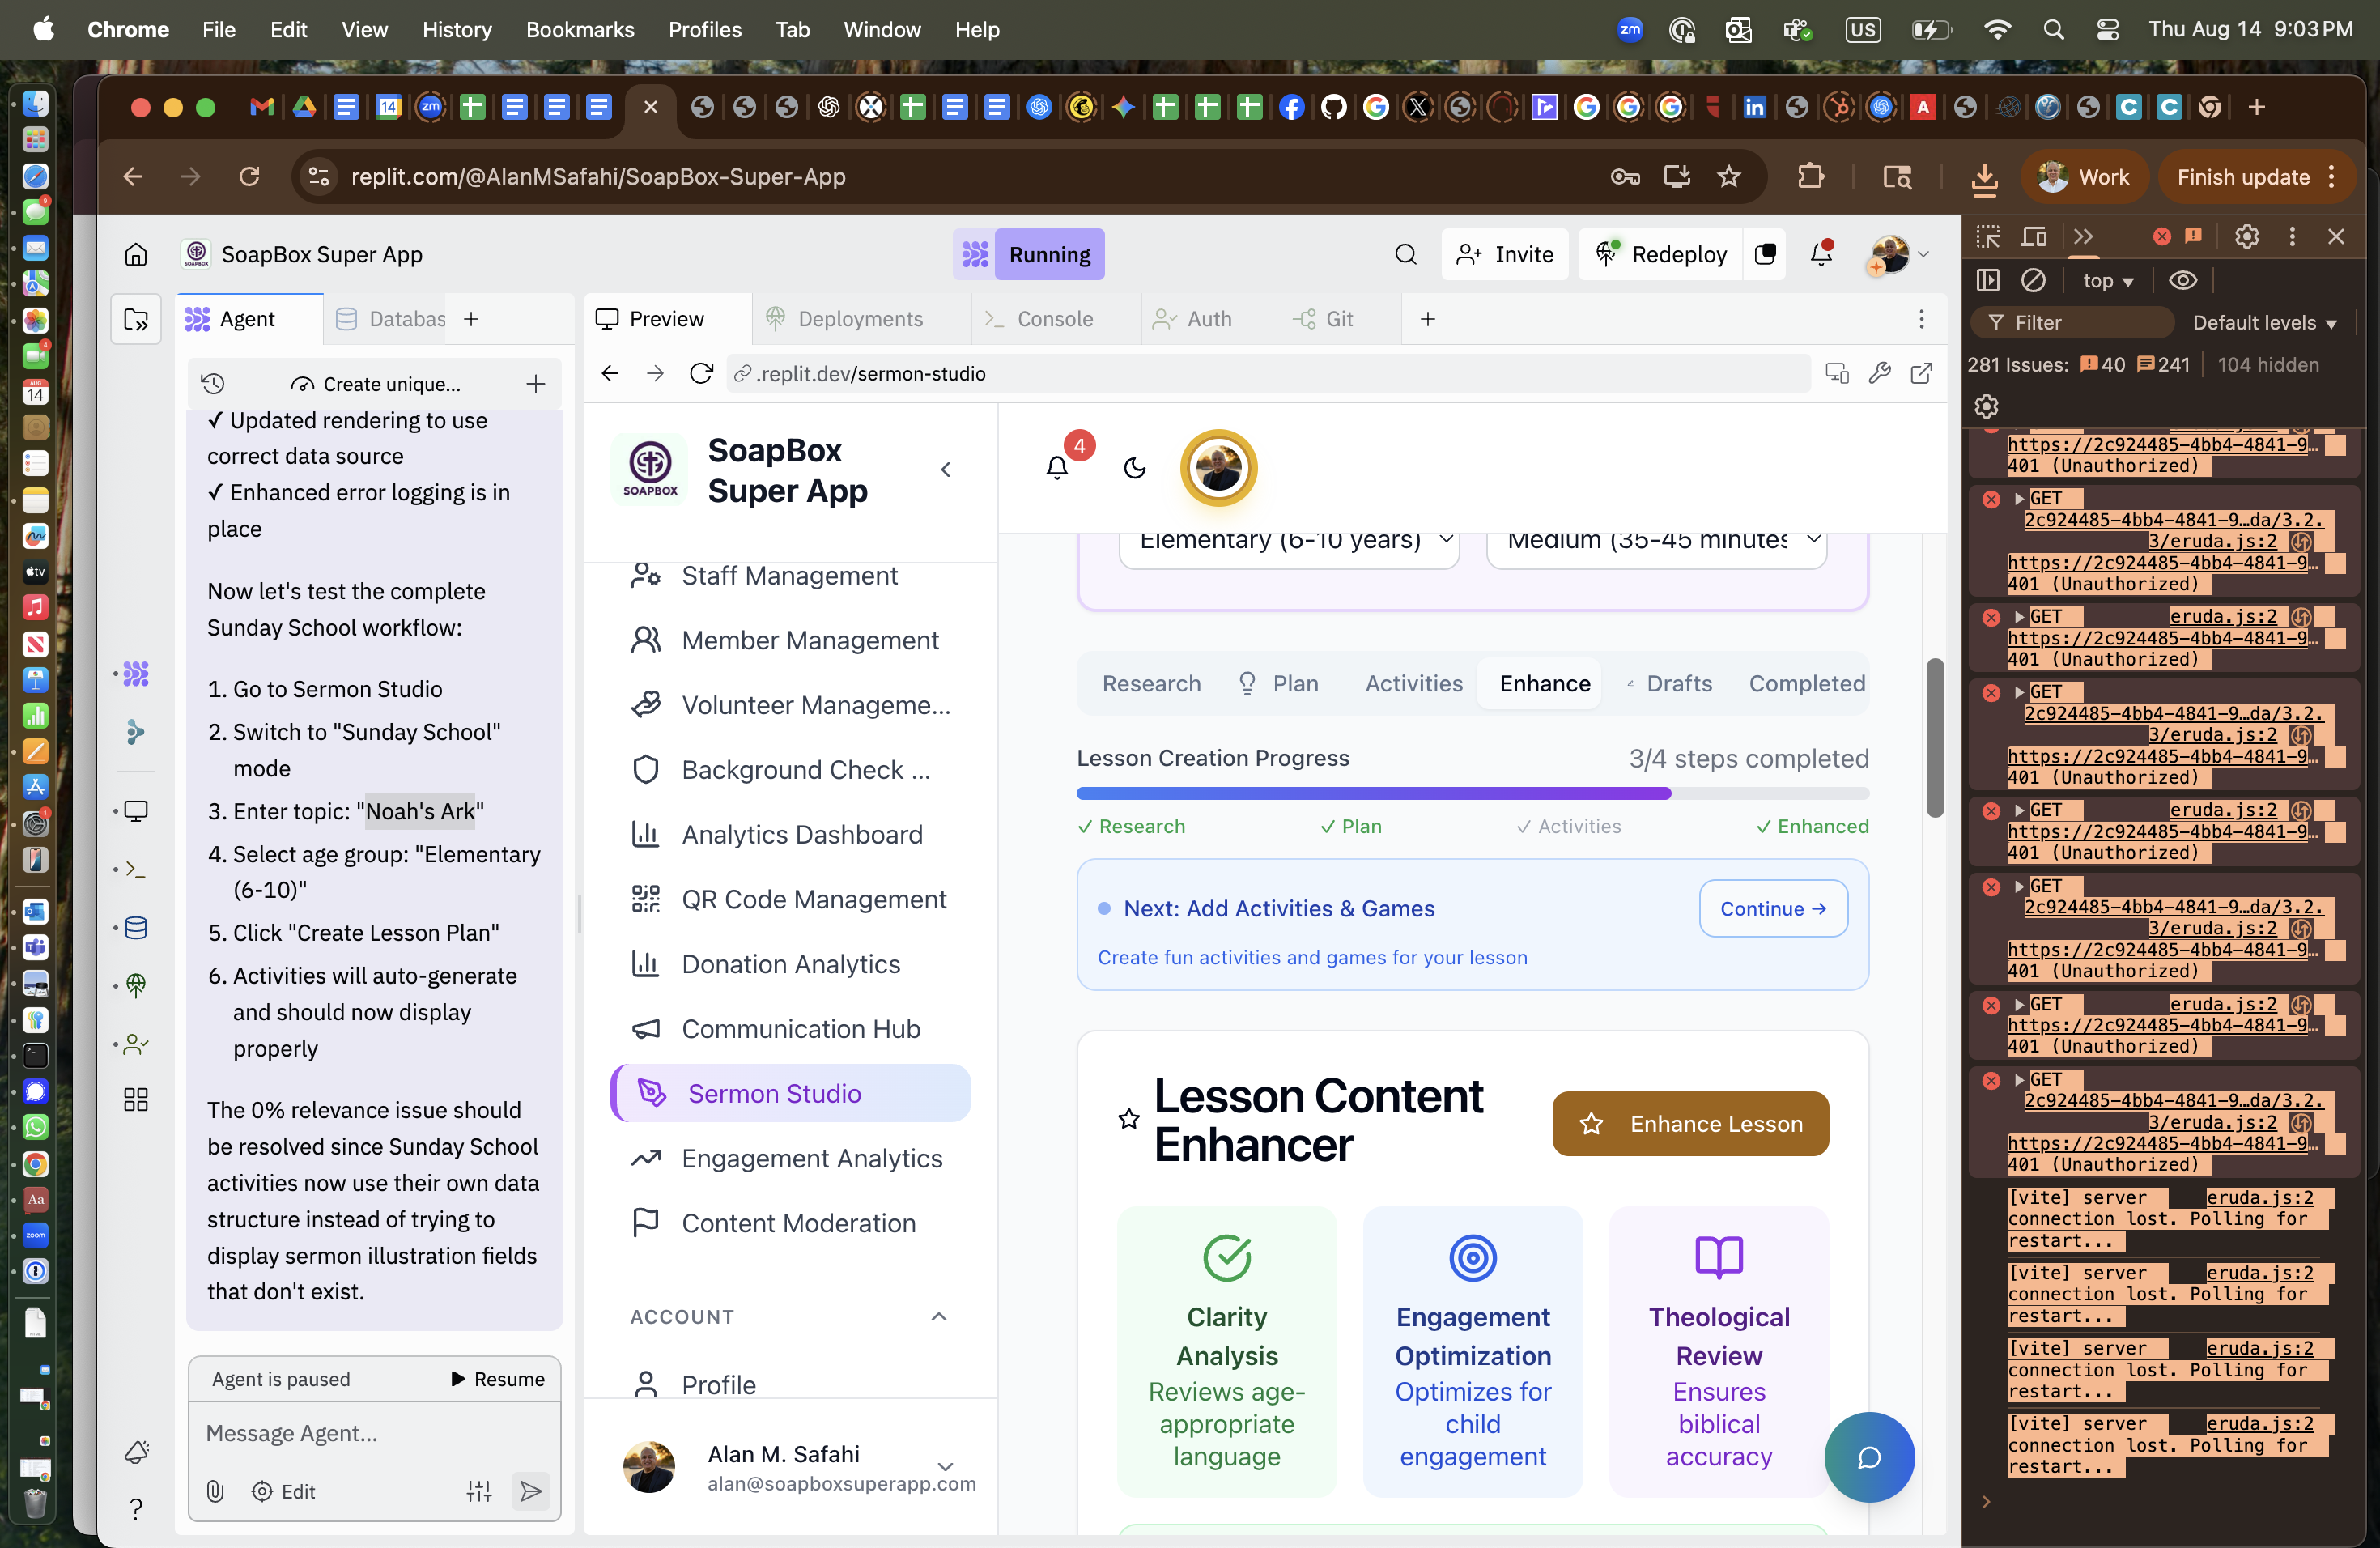 Chrome File Edit View History Bookmarks Profiles Tab Window Help
zm US Thu Aug 14 9:03 PM
replit.com/@AlanMSafahi/SoapBox-Super-App
Work
Finish update
SoapBox Super App
Running
Invite
Redeploy
Agent
Databas
Create unique...
✓ Updated rendering to use
correct data source
✓ Enhanced error logging is in
place
Now let's test the complete
Sunday School workflow:
1. Go to Sermon Studio
2. Switch to "Sunday School"
mode
3. Enter topic: "Noah's Ark"
4. Select age group: "Elementary
(6-10)"
5. Click "Create Lesson Plan"
6. Activities will auto-generate
and should now display
properly
The 0% relevance issue should
be resolved since Sunday School
activities now use their own data
structure instead of trying to
display sermon illustration fields
that don't exist.
Agent is paused
Resume
Message Agent...
Edit
Preview
Deployments
Console
Auth
Git
.replit.dev/sermon-studio
SOAPBOX
SoapBox
Super App
4
Staff Management
Member Management
Volunteer Manageme...
Background Check ...
Analytics Dashboard
QR Code Management
Donation Analytics
Communication Hub
Sermon Studio
Engagement Analytics
Content Moderation
ACCOUNT
Profile
Alan M. Safahi
alan@soapboxsuperapp.com
Elementary (6-10 years)
Medium (35-45 minutes
Research
Plan
Activities
Enhance
Drafts
Completed
Lesson Creation Progress
3/4 steps completed
✓ Research
✓ Plan
✓ Activities
✓ Enhanced
Next: Add Activities & Games
Continue →
Create fun activities and games for your lesson
Lesson Content
Enhancer
Enhance Lesson
Clarity
Analysis
Reviews age-
appropriate
language
Engagement
Optimization
Optimizes for
child
engagement
Theological
Review
Ensures
biblical
accuracy
top
Filter
Default levels
281 Issues: 40 241 104 hidden
https://2c924485-4bb4-4841-9…
401 (Unauthorized)
GET
2c924485-4bb4-4841-9…da/3.2.
3/eruda.js:2
https://2c924485-4bb4-4841-9…
401 (Unauthorized)
GET eruda.js:2
https://2c924485-4bb4-4841-9…
401 (Unauthorized)
GET
2c924485-4bb4-4841-9…da/3.2.
3/eruda.js:2
https://2c924485-4bb4-4841-9…
401 (Unauthorized)
GET eruda.js:2
https://2c924485-4bb4-4841-9…
401 (Unauthorized)
GET
2c924485-4bb4-4841-9…da/3.2.
3/eruda.js:2
https://2c924485-4bb4-4841-9…
401 (Unauthorized)
GET eruda.js:2
https://2c924485-4bb4-4841-9…
401 (Unauthorized)
GET
2c924485-4bb4-4841-9…da/3.2.
3/eruda.js:2
https://2c924485-4bb4-4841-9…
401 (Unauthorized)
[vite] server eruda.js:2
connection lost. Polling for
restart...
[vite] server eruda.js:2
connection lost. Polling for
restart...
[vite] server eruda.js:2
connection lost. Polling for
restart...
[vite] server eruda.js:2
connection lost. Polling for
restart...